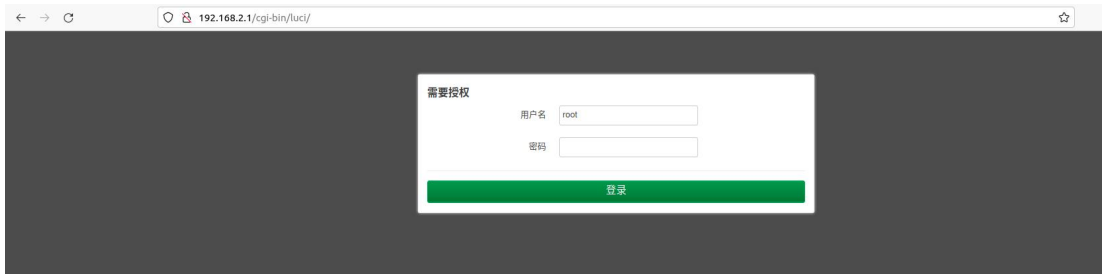 192.168.2.1/cgi-bin/luci/
需要授权
用户名 root
密码
登录